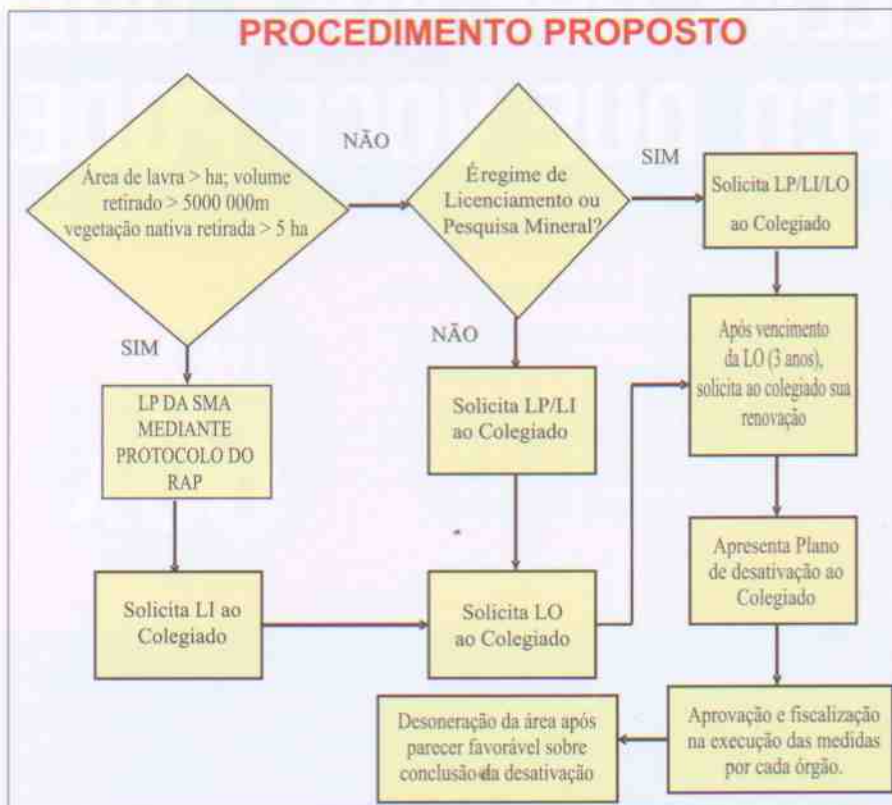 PROCEDIMENTO PROPOSTO
Área de lavra > ha; volume
retirado > 5000 000m
vegetação nativa retirada > 5 ha
NÃO
Éregime de
Licenciamento ou
Pesquisa Mineral?
SIM
Solicita LP/LI/LO
ao Colegiado
SIM
LP DA SMA
MEDIANTE
PROTOCOLO DO
RAP
NÃO
Solicita LP/LI
ao Colegiado
Após vencimento
da LO (3 anos),
solicita ao colegiado sua
renovação
Solicita LI ao
Colegiado
Solicita LO
ao Colegiado
Apresenta Plano
de desativação ao
Colegiado
Aprovação e fiscalização
na execução das medidas
por cada órgão.
Desoneração da área após
parecer favorável sobre
conclusão da desativação